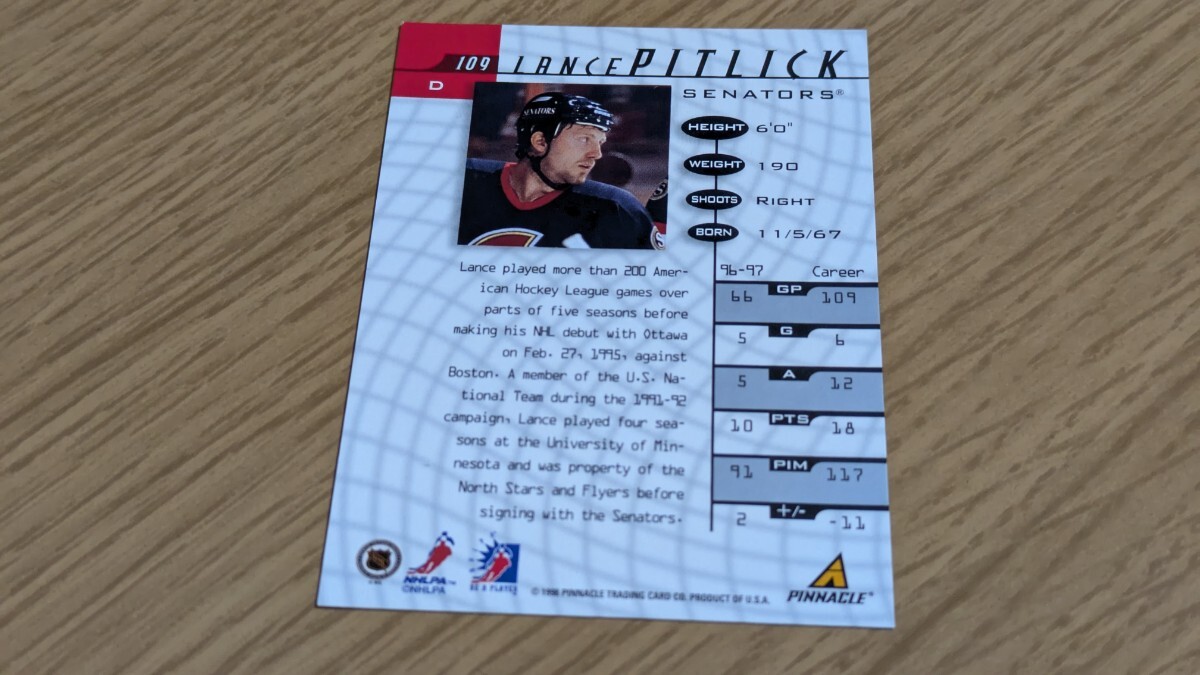 109 LANCE PITLICK
D
SENATORS®
SENATORS
HEIGHT 6'0"
WEIGHT 190
SHOOTS RIGHT
BORN 11/5/67
Lance played more than 200 Amer-
ican Hockey League games over
parts of five seasons before
making his NHL debut with Ottawa
on Feb. 27, 1995, against
Boston. A member of the U.S. Na-
tional Team during the 1991-92
campaign, Lance played four sea-
sons at the University of Min-
nesota and was property of the
North Stars and Flyers before
signing with the Senators.
96-97 Career
66 GP 109
5 G 6
5 A 12
10 PTS 18
91 PIM 117
2 +/- -11
NHLPA™
©NHLPA
BE A PLAYER
© 1998 PINNACLE TRADING CARD CO. PRODUCT OF U.S.A.
PINNACLE®